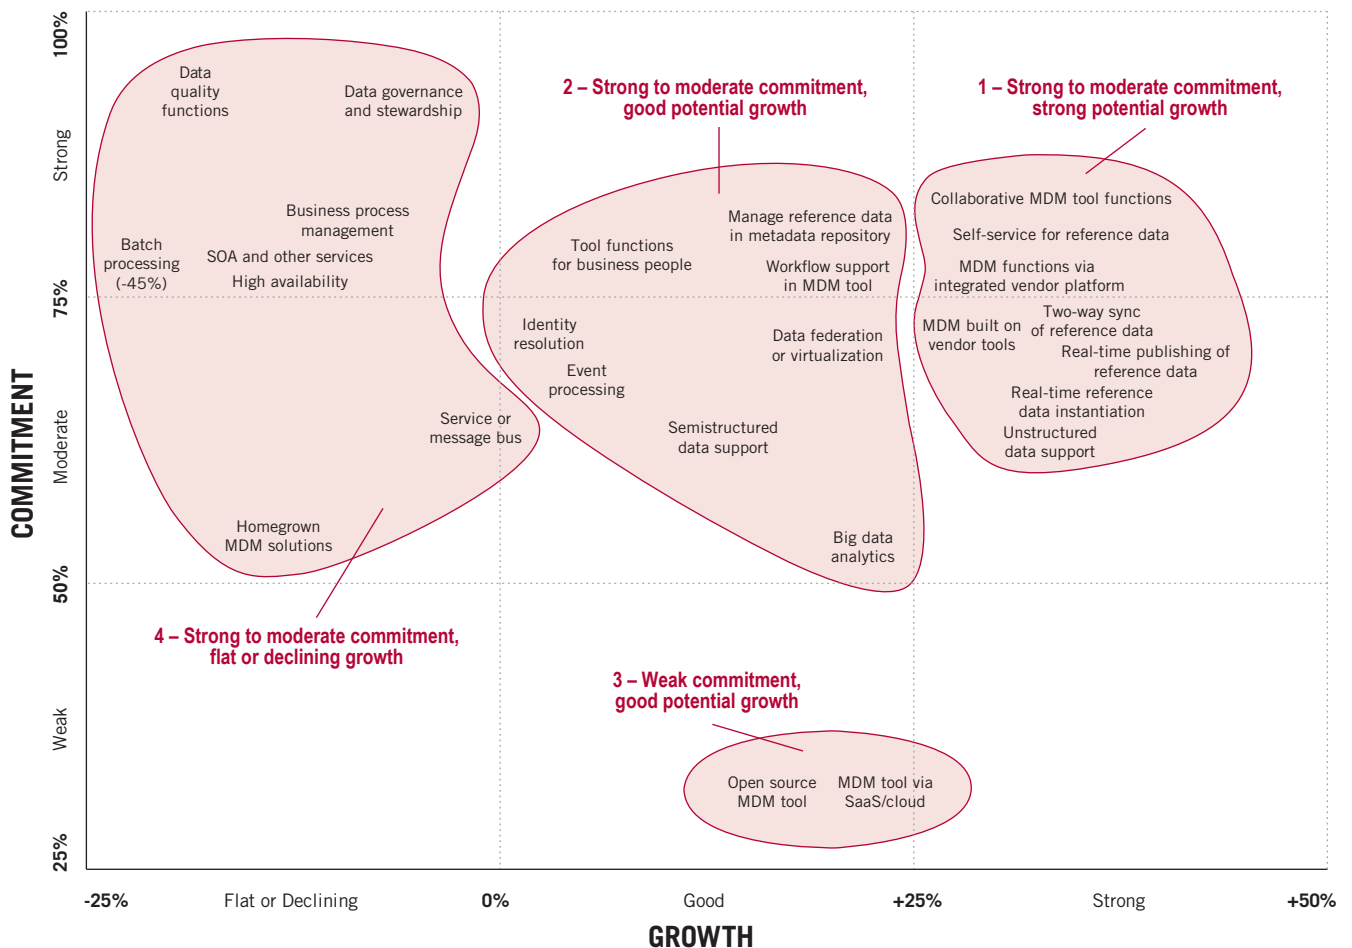 100%
Strong
75%
Moderate
50%
Weak
25%
COMMITMENT
Data
quality
functions
Data governance
and stewardship
Business process
management
Batch
processing
(-45%)
SOA and other services
High availability
Service or
message bus
Homegrown
MDM solutions
4 – Strong to moderate commitment,
flat or declining growth
2 – Strong to moderate commitment,
good potential growth
Manage reference data
in metadata repository
Tool functions
for business people
Workflow support
in MDM tool
Identity
resolution
Data federation
or virtualization
Event
processing
Semistructured
data support
Big data
analytics
1 – Strong to moderate commitment,
strong potential growth
Collaborative MDM tool functions
Self-service for reference data
MDM functions via
integrated vendor platform
Two-way sync
of reference data
MDM built on
vendor tools
Real-time publishing of
reference data
Real-time reference
data instantiation
Unstructured
data support
3 – Weak commitment,
good potential growth
Open source
MDM tool
MDM tool via
SaaS/cloud
-25%
Flat or Declining
0%
Good
+25%
Strong
+50%
GROWTH